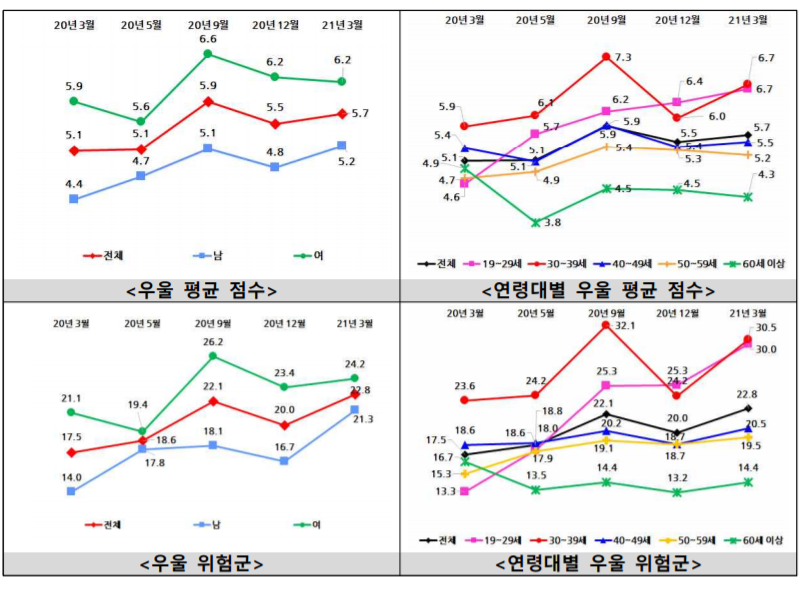 20년 3월 20년 5월 20년 9월 20년 12월 21년 3월
6.6
6.2 6.2
5.9 5.9
5.6 5.5 5.7
5.1 5.1 5.1
4.7 4.8 5.2
4.4
전체 남 여
<우울 평균 점수>
20년 3월 20년 5월 20년 9월 20년 12월 21년 3월
7.3
6.7
6.4 6.7
5.9 6.1 6.2 6.0
5.7 5.9 5.5 5.7
5.4 5.9 5.4 5.5
5.1 5.1 5.4 5.3 5.2
4.9 5.1
4.7 4.9 4.5 4.5 4.3
4.6 3.8
전체 19~29세 30~39세 40~49세 50~59세 60세 이상
<연령대별 우울 평균 점수>
20년 3월 20년 5월 20년 9월 20년 12월 21년 3월
26.2
23.4 24.2
21.1 22.1 22.8
19.4 20.0 21.3
17.5 18.6 18.1
17.8 16.7
14.0
전체 남 여
<우울 위험군>
20년 3월 20년 5월 20년 9월 20년 12월 21년 3월
32.1 30.5
30.0
23.6 24.2 25.3 25.3
24.2
22.1 22.8
18.6 18.8 20.2 20.0 20.5
17.5 18.6 18.0 18.7
16.7 17.9 19.1 18.7 19.5
15.3 13.5 14.4 13.2 14.4
13.3
전체 19~29세 30~39세 40~49세 50~59세 60세 이상
<연령대별 우울 위험군>